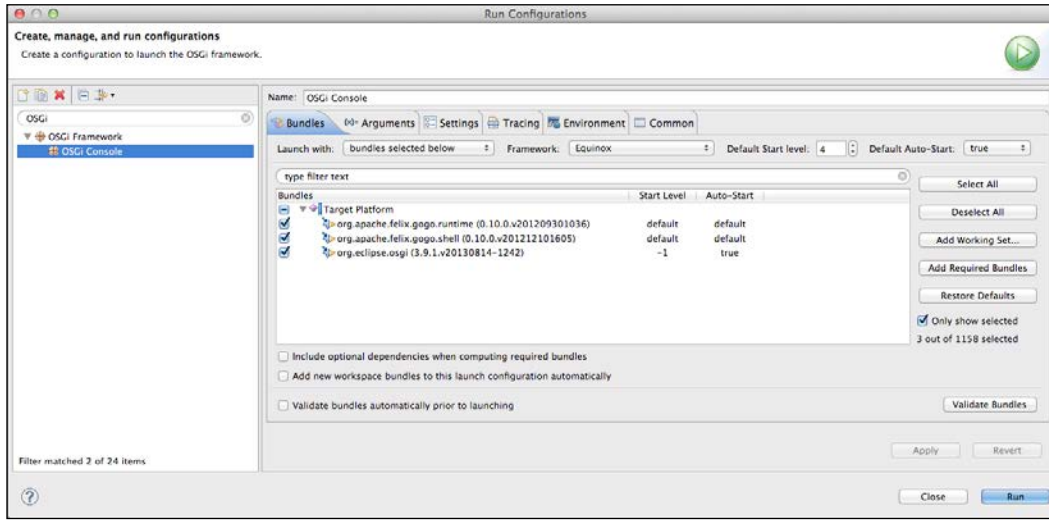 Run Configurations
Create, manage, and run configurations
Create a configuration to launch the OSGi framework.
OSGi
OSGi Framework
OSGi Console
Filter matched 2 of 24 items
Name: OSGi Console
Bundles (x)= Arguments Settings Tracing Environment Common
Launch with: bundles selected below Framework: Equinox Default Start level: 4 Default Auto-Start: true
type filter text
Bundles Start Level Auto-Start
Target Platform
org.apache.felix.gogo.runtime (0.10.0.v201209301036) default default
org.apache.felix.gogo.shell (0.10.0.v201212101605) default default
org.eclipse.osgi (3.9.1.v20130814-1242) -1 true
Select All
Deselect All
Add Working Set...
Add Required Bundles
Restore Defaults
Only show selected
3 out of 1158 selected
Include optional dependencies when computing required bundles
Add new workspace bundles to this launch configuration automatically
Validate bundles automatically prior to launching Validate Bundles
Apply Revert
? Close Run